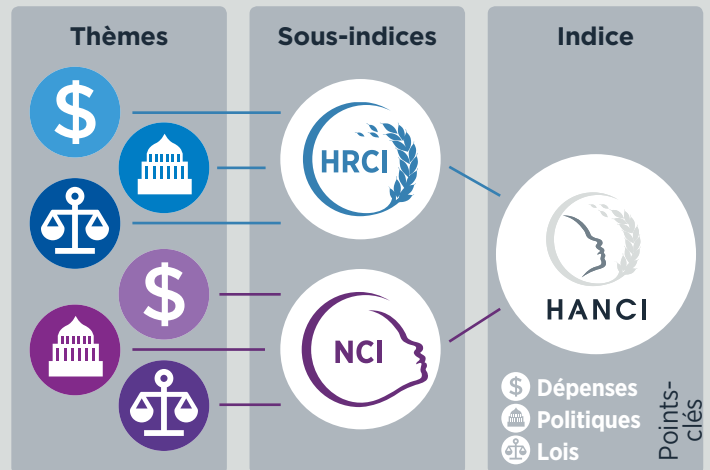 Thèmes
Sous-indices
Indice
$
HRCI
$
NCI
HANCI
$ Dépenses
Politiques
Lois
Points-
clés